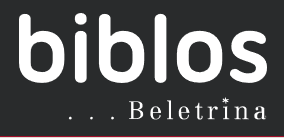 biblos
. . . Beletrina